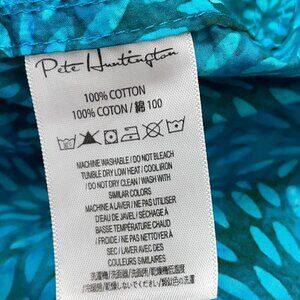 Pete Huntington
100% COTTON
100% COTON / 綿 100
MACHINE WASHABLE / DO NOT BLEACH
TUMBLE DRY LOW HEAT / COOL IRON
/ DO NOT DRY CLEAN / WASH WITH
SIMILAR COLORS
MACHINE A LAVER / NE PAS UTILISER
D'EAU DE JAVEL / SÉCHAGE À
BASSE TEMPÉRATURE CHAUD
/ FROIDE / NE PAS NETTOYER À
SEC / LAVER AVEC DES
COULEURS SIMILAIRES